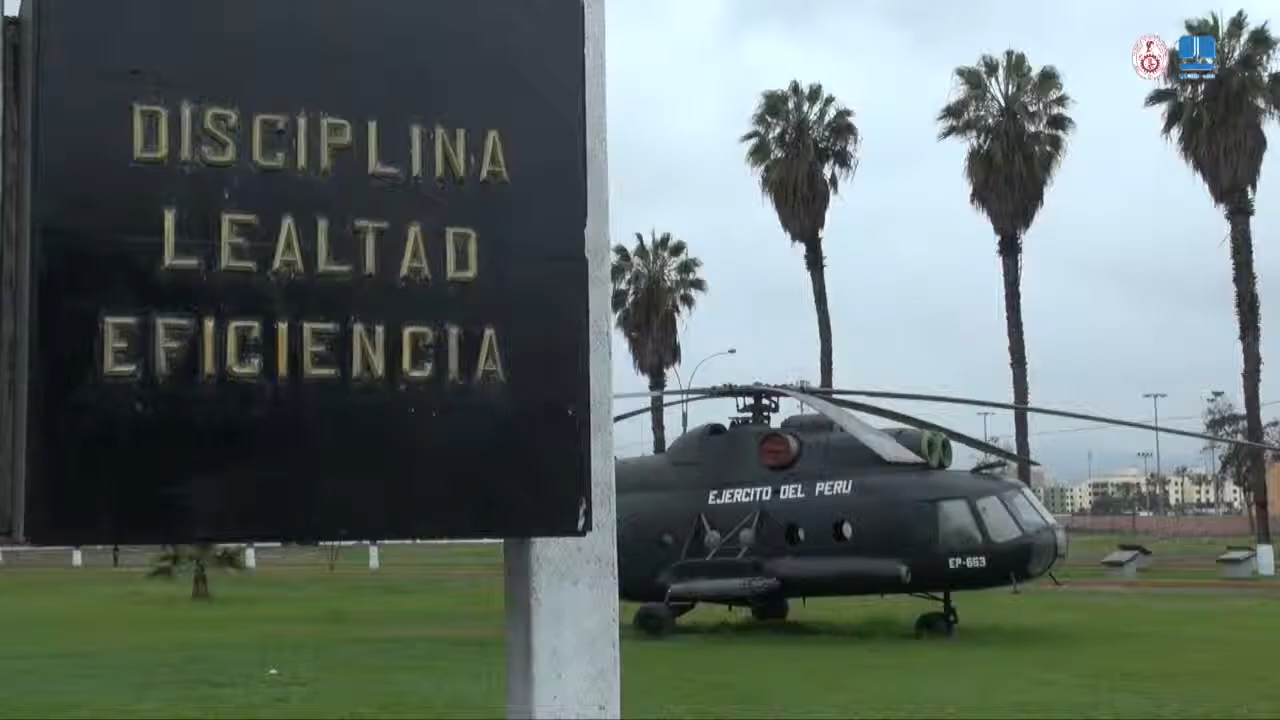 DISCIPLINA
LEALTAD
EFICIENCIA
EJERCITO DEL PERU
EP-663